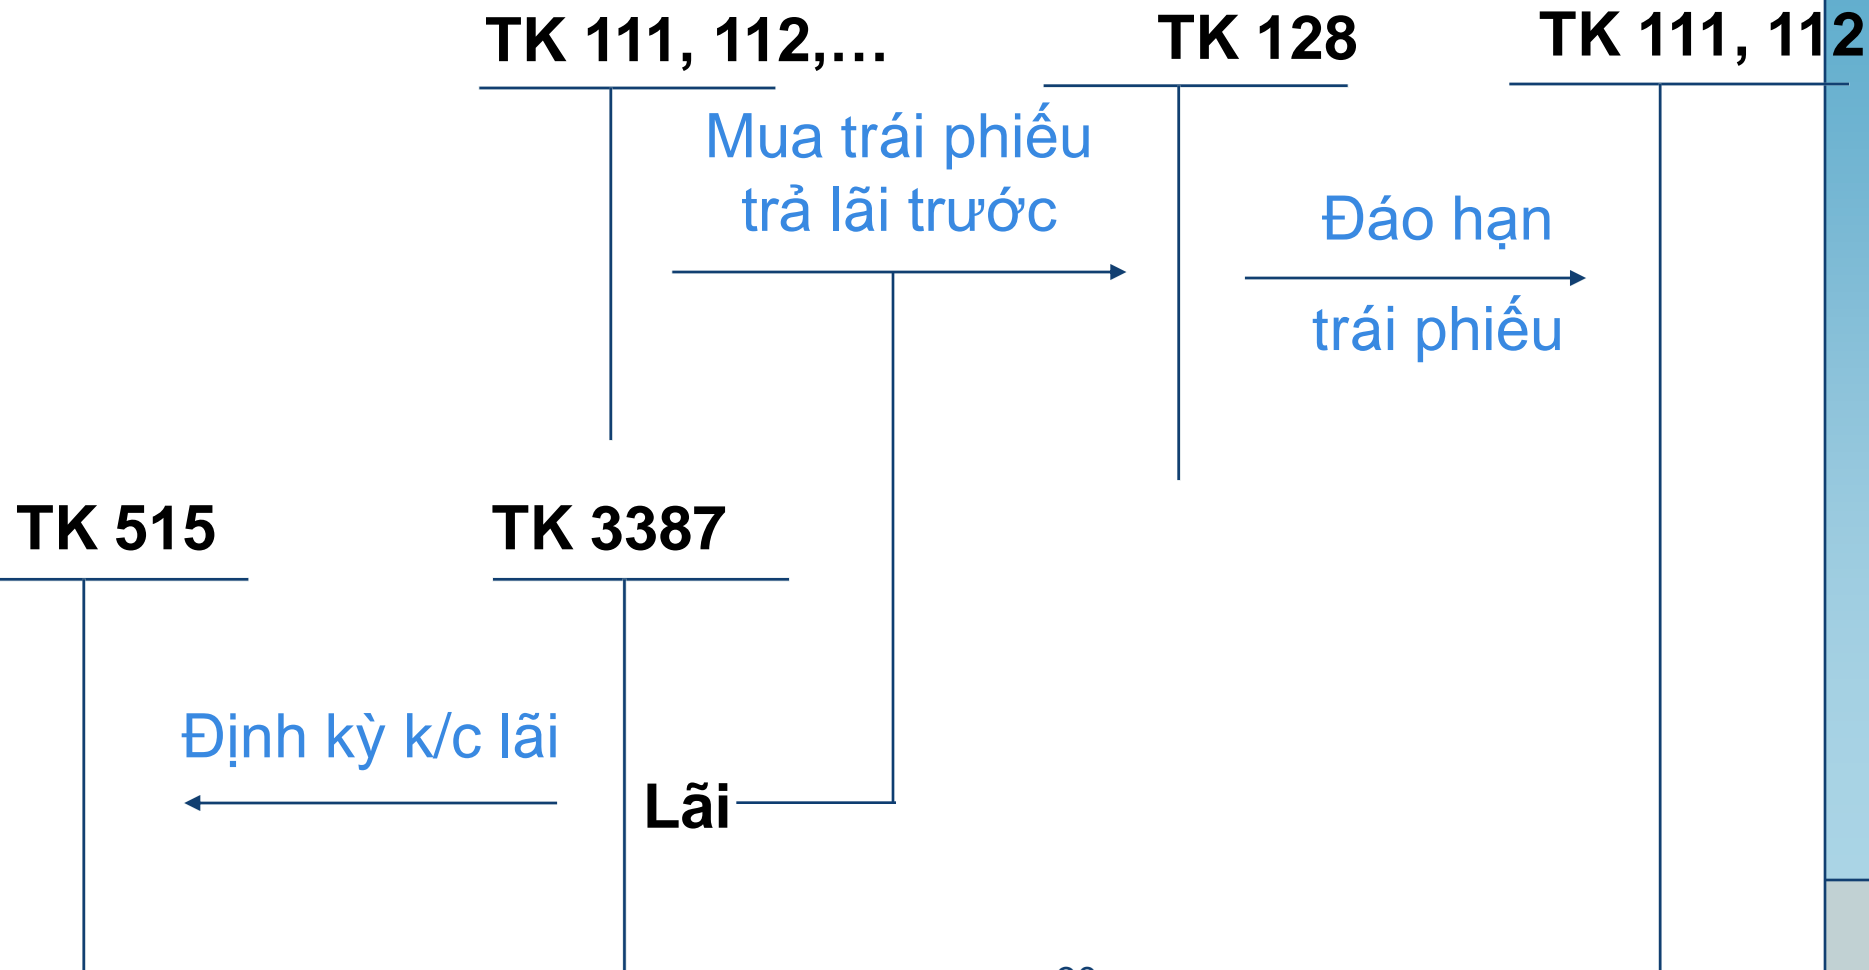 TK 111, 112,…
TK 128
TK 111, 112
Mua trái phiếu
trả lãi trước
Đáo hạn
trái phiếu
TK 515
TK 3387
Định kỳ k/c lãi
Lãi